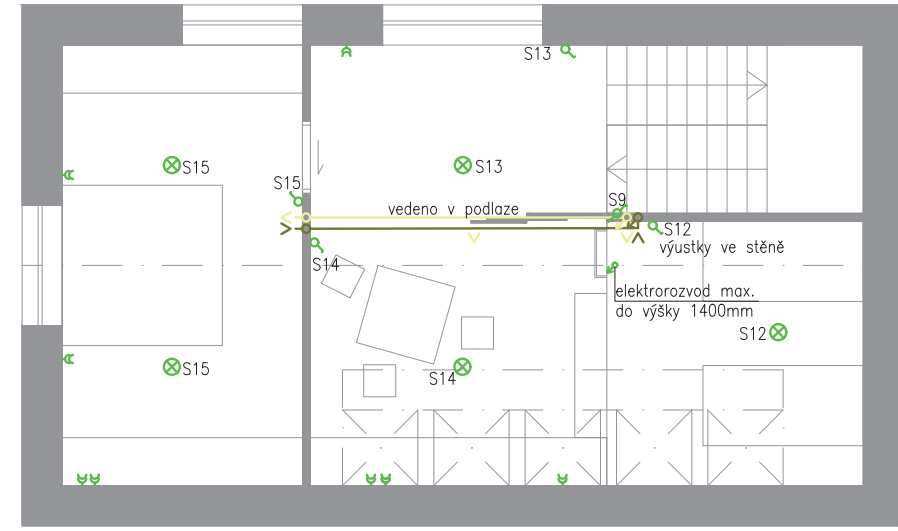 S13
S15
S13
S15
S9
vedeno v podlaze
S12
výustky ve stěně
S14
elektrorozvod max.
do výšky 1400mm
S12
S15
S14